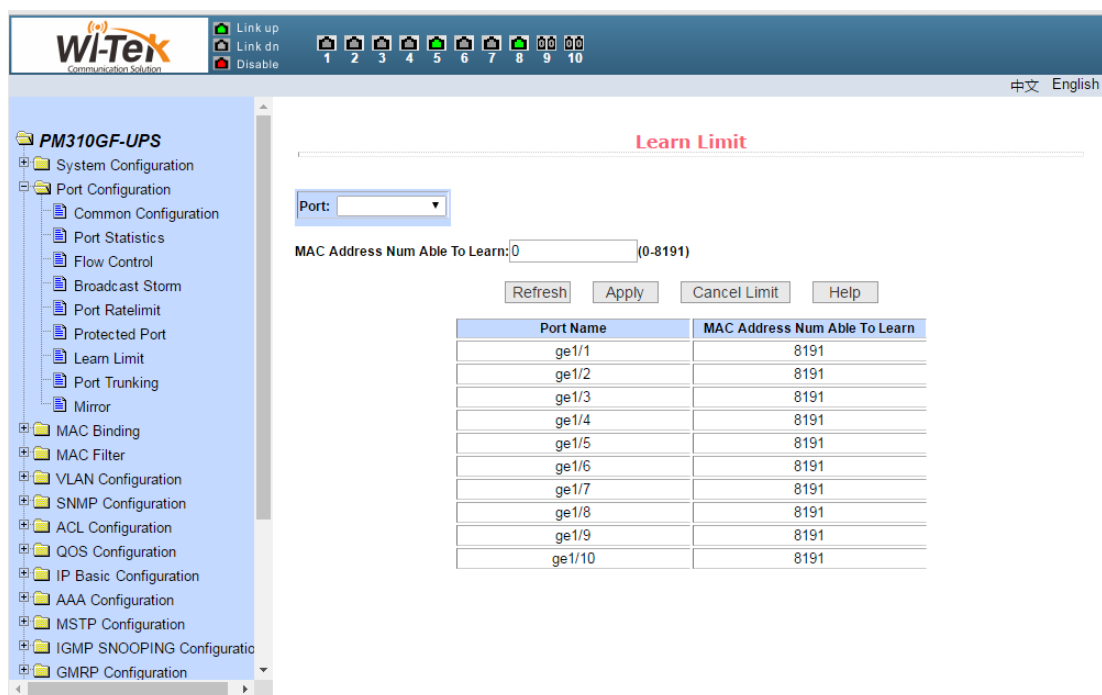 Wi-Tek
Communication Solution
Link up
Link dn
Disable
1 2 3 4 5 6 7 8 9 10
中文 English
PM310GF-UPS
System Configuration
Port Configuration
Common Configuration
Port Statistics
Flow Control
Broadcast Storm
Port Ratelimit
Protected Port
Learn Limit
Port Trunking
Mirror
MAC Binding
MAC Filter
VLAN Configuration
SNMP Configuration
ACL Configuration
QOS Configuration
IP Basic Configuration
AAA Configuration
MSTP Configuration
IGMP SNOOPING Configuratio
GMRP Configuration
Learn Limit
Port:
MAC Address Num Able To Learn: 0 (0-8191)
Refresh Apply Cancel Limit Help
Port Name MAC Address Num Able To Learn
ge1/1 8191
ge1/2 8191
ge1/3 8191
ge1/4 8191
ge1/5 8191
ge1/6 8191
ge1/7 8191
ge1/8 8191
ge1/9 8191
ge1/10 8191